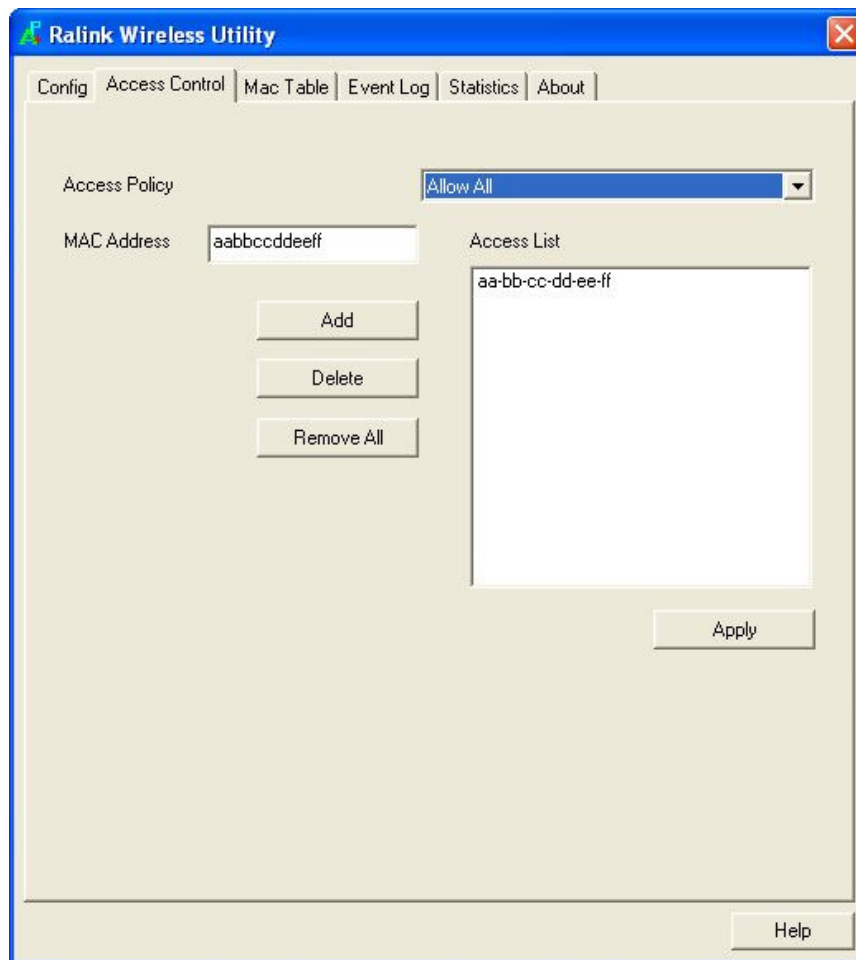 Ralink Wireless Utility
Config Access Control Mac Table Event Log Statistics About
Access Policy Allow All
MAC Address aabbccddeeff Access List
aa-bb-cc-dd-ee-ff
Add
Delete
Remove All
Apply
Help